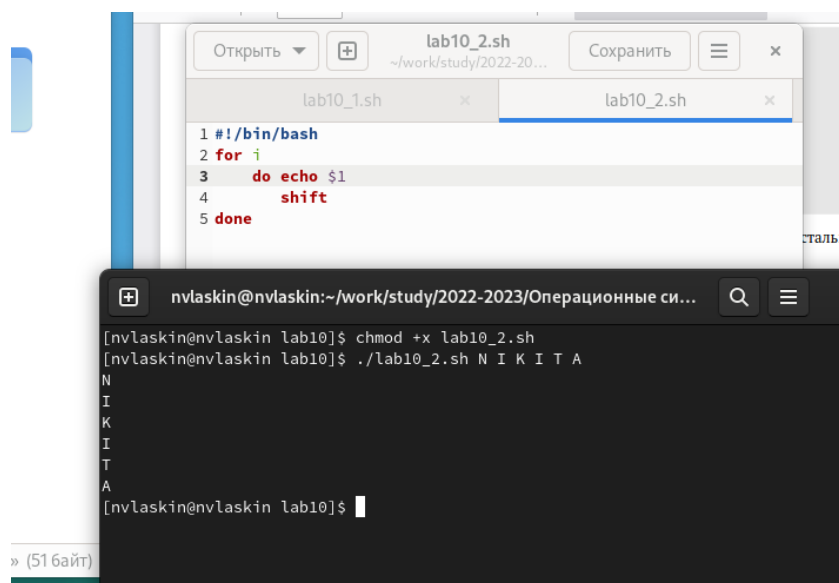 Открыть
lab10_2.sh
~/work/study/2022-20...
Сохранить
lab10_1.sh
lab10_2.sh
1 #!/bin/bash
2 for i
3 do echo $1
4 shift
5 done
сталь
nvlaskin@nvlaskin:~/work/study/2022-2023/Операционные си...
[nvlaskin@nvlaskin lab10]$ chmod +x lab10_2.sh
[nvlaskin@nvlaskin lab10]$ ./lab10_2.sh N I K I T A
N
I
K
I
T
A
[nvlaskin@nvlaskin lab10]$
» (51 байт)